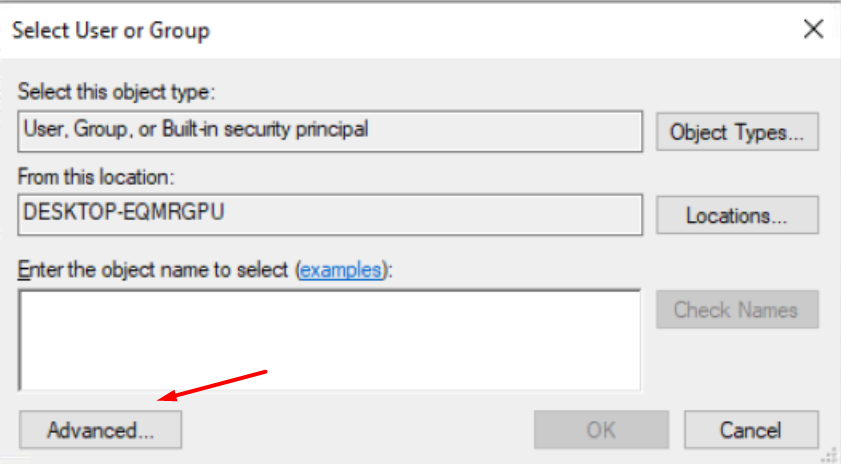 Select User or Group
Select this object type:
User, Group, or Built-in security principal
Object Types...
From this location:
DESKTOP-EQMRGPU
Locations...
Enter the object name to select (examples):
Check Names
Advanced...
OK
Cancel